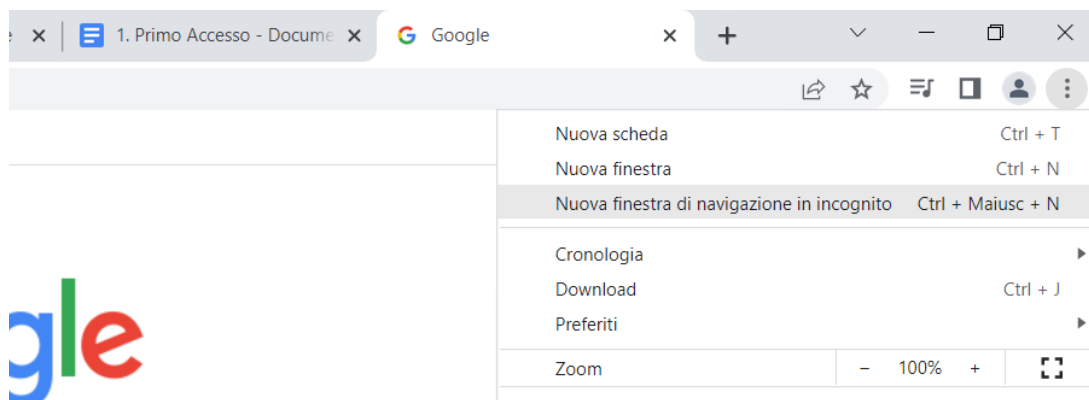 1. Primo Accesso - Docume
Google
Nuova scheda Ctrl + T
Nuova finestra Ctrl + N
Nuova finestra di navigazione in incognito Ctrl + Maiusc + N
Cronologia
Download Ctrl + J
Preferiti
Zoom - 100% +
gle